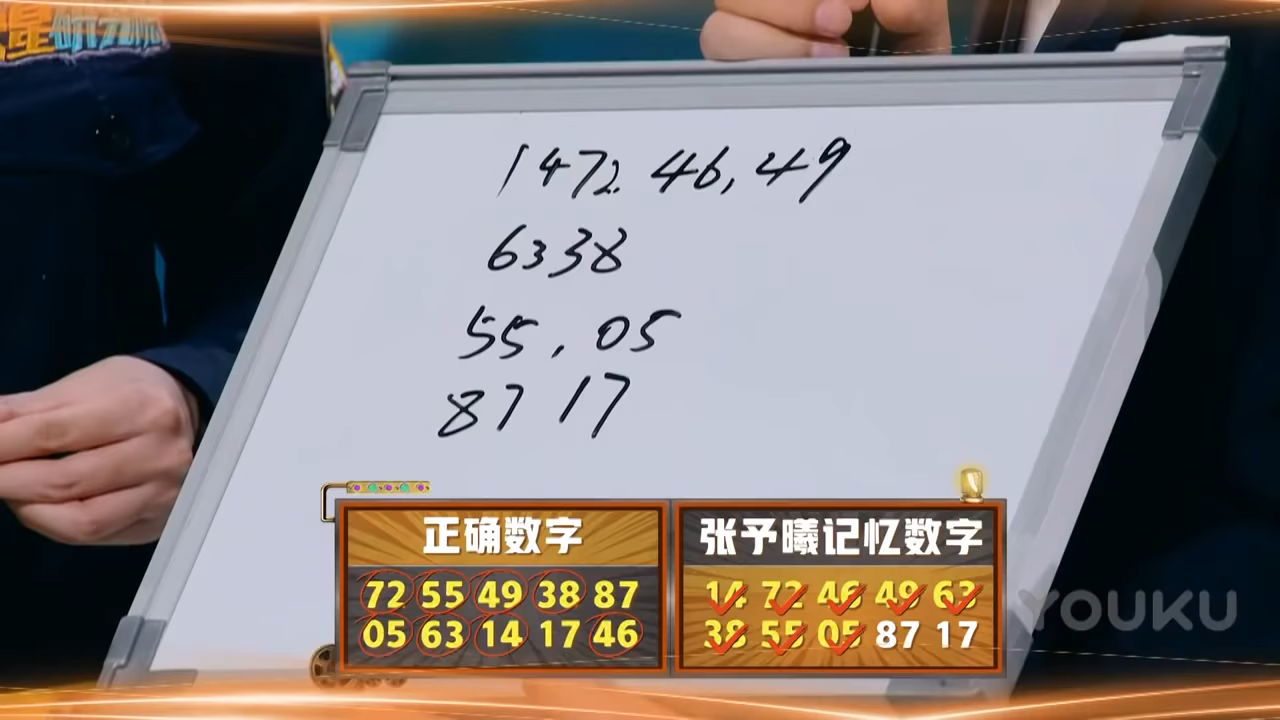 1472. 46, 49
6338
55, 05
87 17
正确数字
72 55 49 38 87
05 63 14 17 46
张予曦记忆数字
14 72 46 49 63
38 55 05 87 17
YOUKU